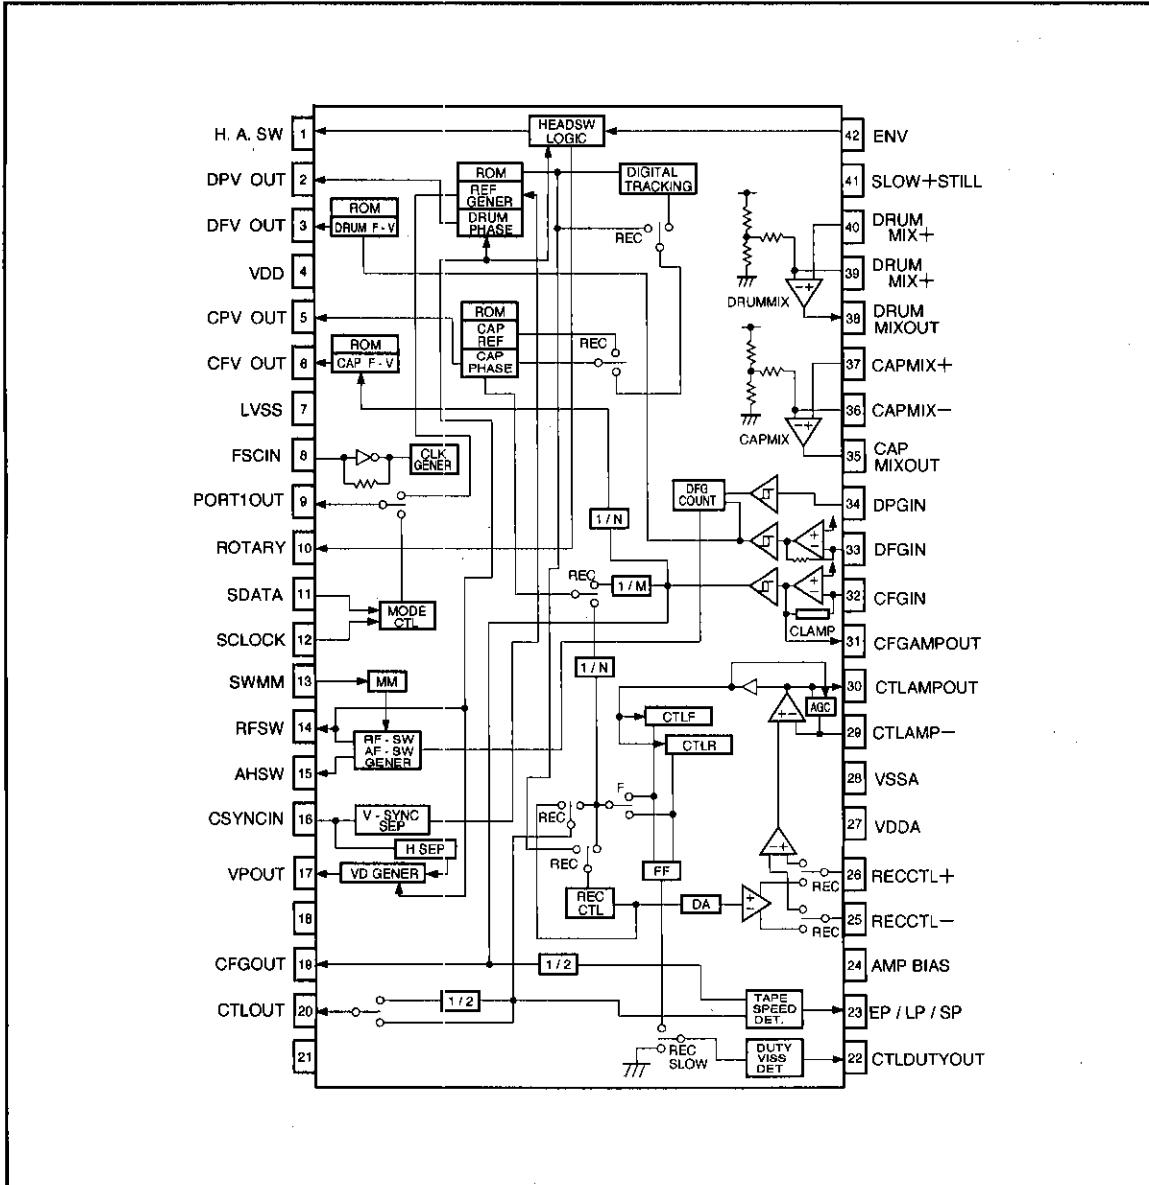 H. A. SW 1
DPV OUT 2
DFV OUT 3
VDD 4
CPV OUT 5
CFV OUT 6
LVSS 7
FSCIN 8
PORT1OUT 9
ROTARY 10
SDATA 11
SCLOCK 12
SWMM 13
RFSW 14
AHSW 15
CSYNCIN 16
VPOUT 17
18
CFGOUT 19
CTLOUT 20
21
HEADSW
LOGIC
ROM
REF
GENER
DRUM
PHASE
DIGITAL
TRACKING
REC
ROM
DRUM F - V
ROM
CAP
REF
CAP
PHASE
REC
ROM
CAP F - V
CLK
GENER
DRUMMIX
CAPMIX
DFG
COUNT
1 / N
REC
1 / M
CLAMP
MODE
CTL
1 / N
MM
RF - SW
AF - SW
GENER
CTLF
CTLR
AGC
V - SYNC
SEP
H SEP
VD GENER
F
REC
REC
FF
REC
CTL
DA
REC
REC
1 / 2
1 / 2
TAPE
SPEED
DET.
REC
SLOW
DUTY
VISS
DET
42 ENV
41 SLOW+STILL
40 DRUM
MIX+
39 DRUM
MIX+
38 DRUM
MIXOUT
37 CAPMIX+
36 CAPMIX−
35 CAP
MIXOUT
34 DPGIN
33 DFGIN
32 CFGIN
31 CFGAMPOUT
30 CTLAMPOUT
29 CTLAMP−
28 VSSA
27 VDDA
26 RECCTL+
25 RECCTL−
24 AMP BIAS
23 EP / LP / SP
22 CTLDUTYOUT